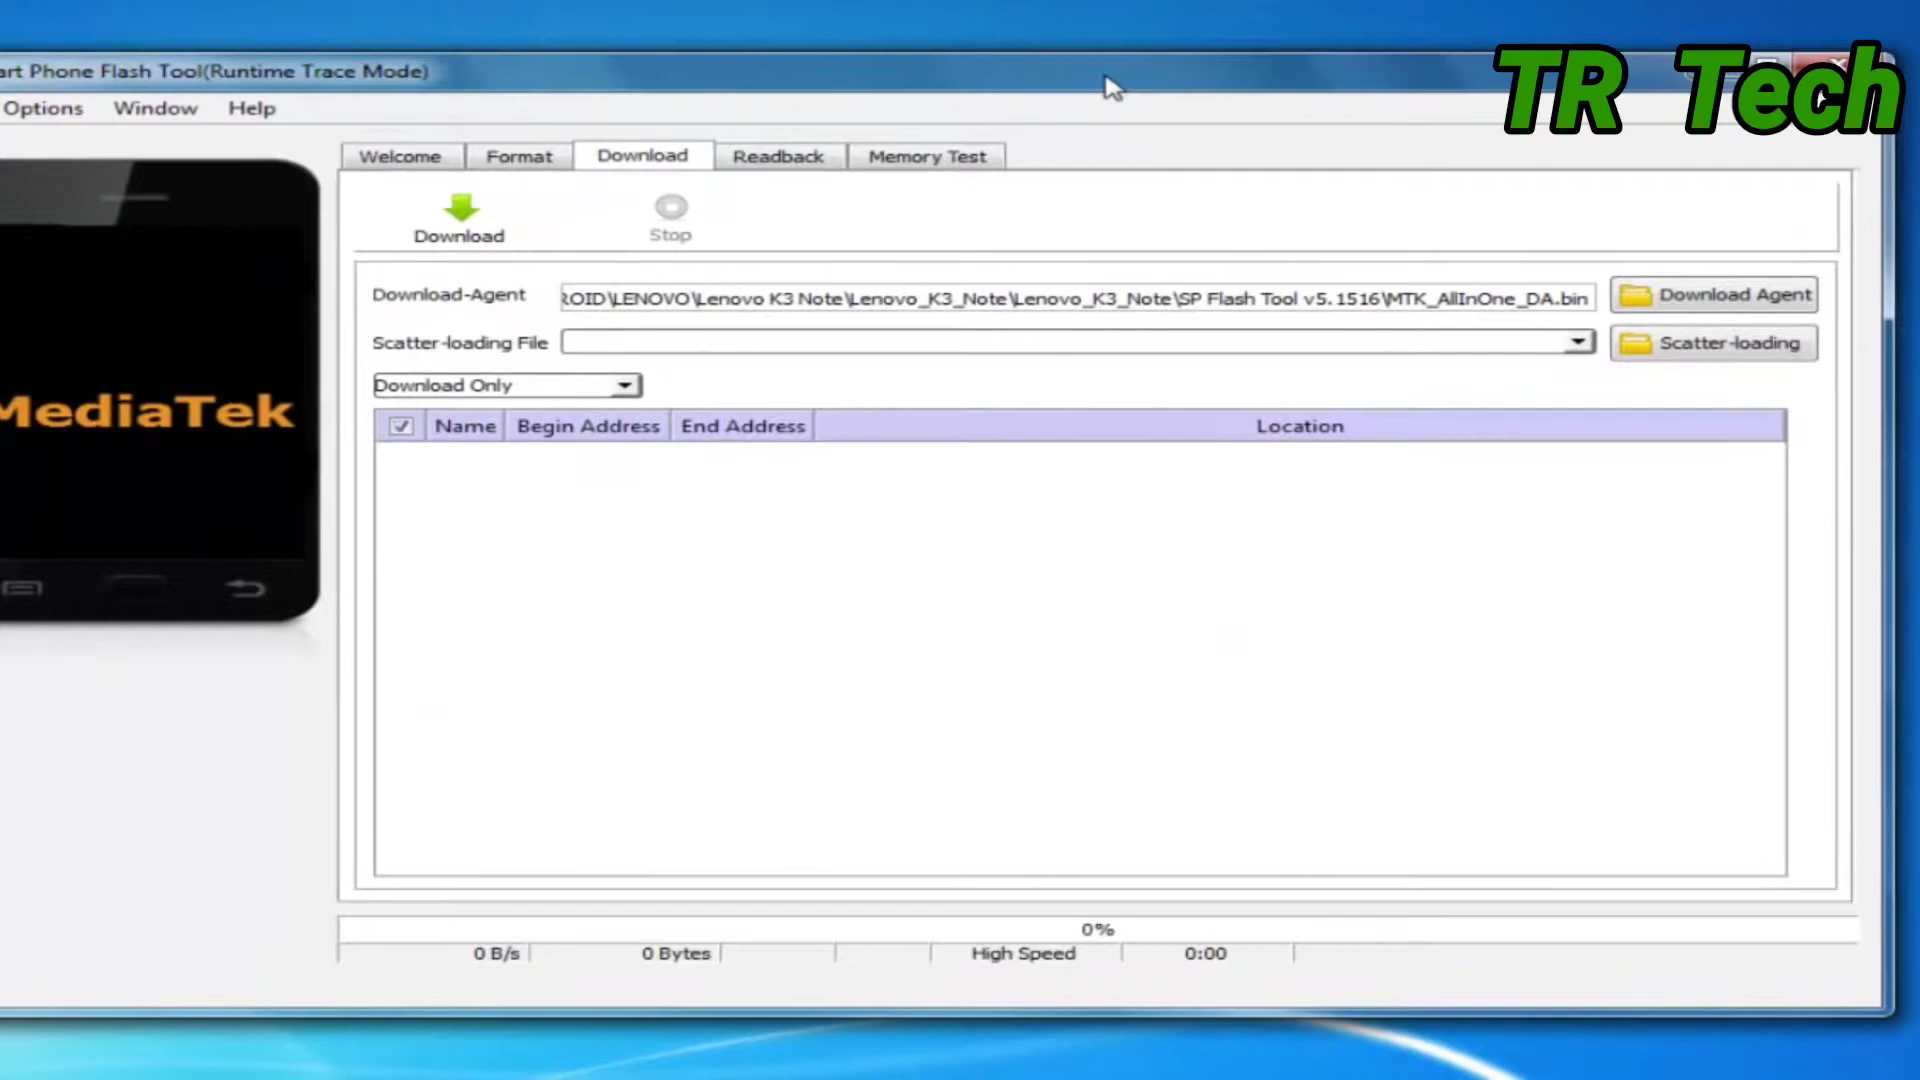 TR Tech
art Phone Flash Tool(Runtime Trace Mode)
Options Window Help
Welcome Format Download Readback Memory Test
Download Stop
Download-Agent ROID\LENOVO\Lenovo K3 Note\Lenovo_K3_Note\Lenovo_K3_Note\SP Flash Tool v5.1516\MTK_AllInOne_DA.bin Download Agent
Scatter-loading File Scatter-loading
Download Only
Name Begin Address End Address Location
MediaTek
0%
0 B/s 0 Bytes High Speed 0:00